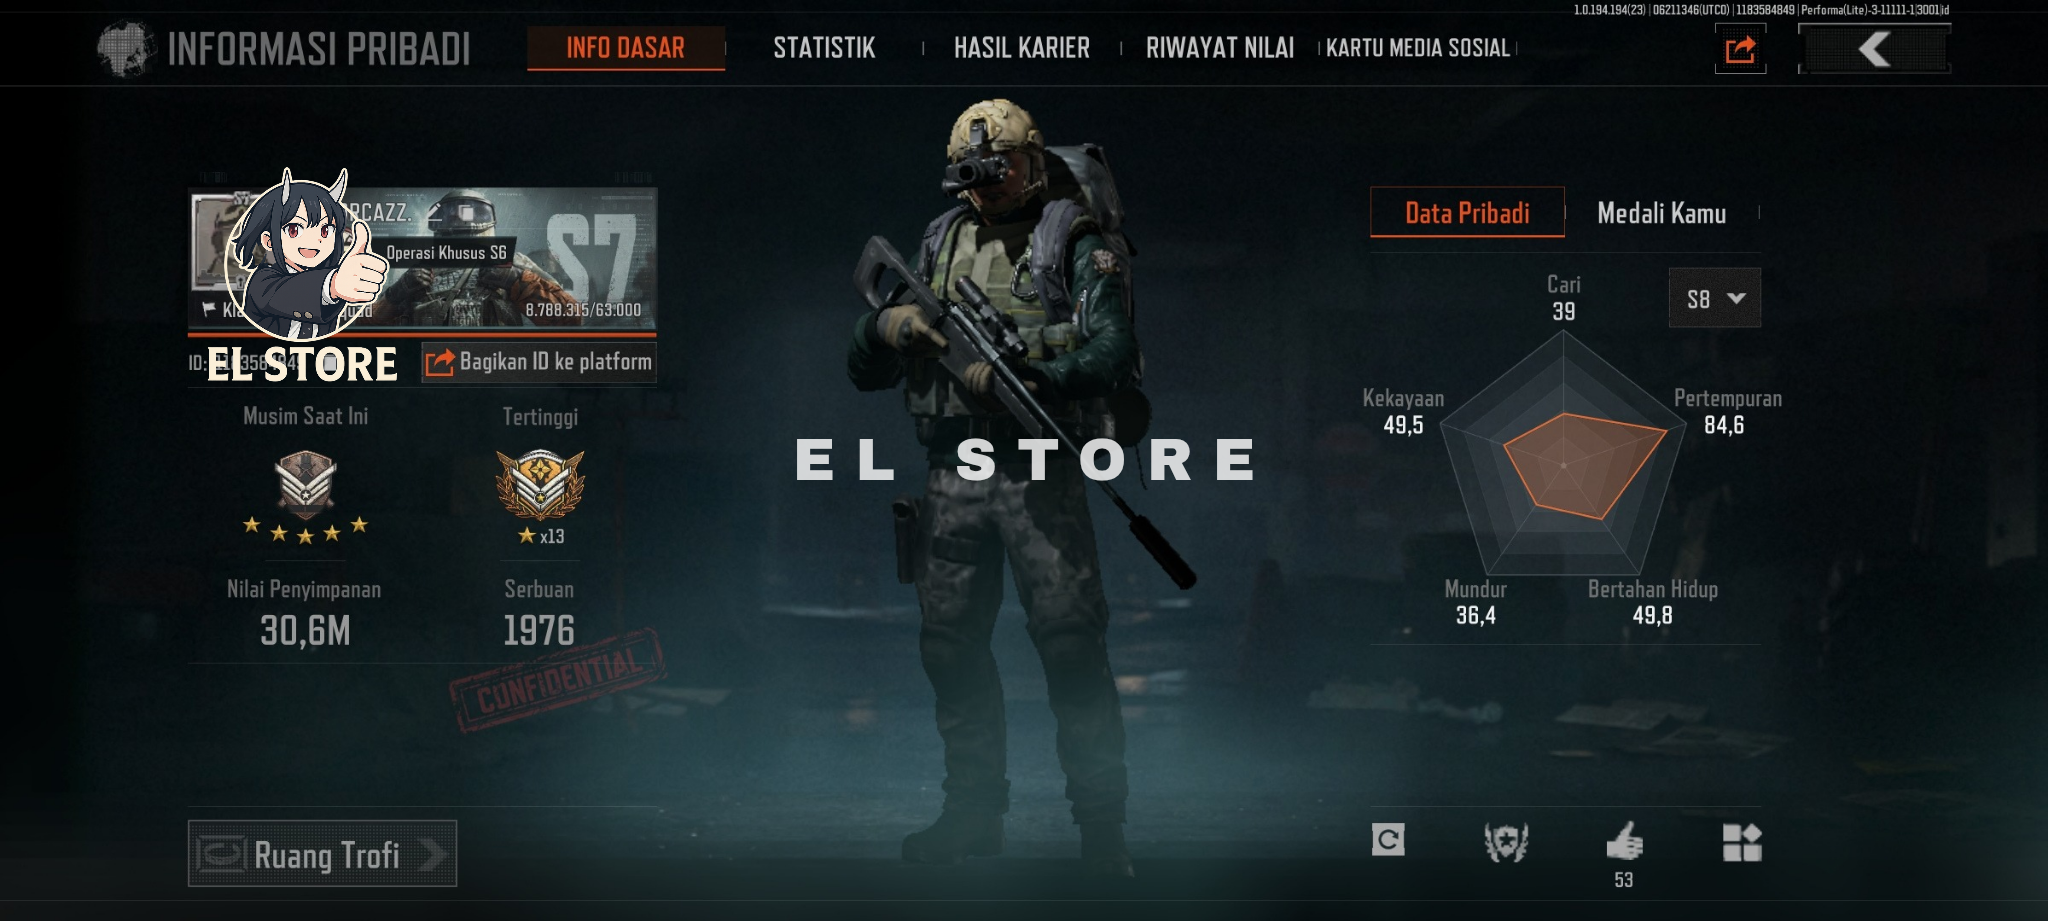 1.0.194.194(23) | 06211346(UTC0) | 1183584849 | Performa(Lite)-3-11111-1|3001|id
INFORMASI PRIBADI
INFO DASAR
STATISTIK
HASIL KARIER
RIWAYAT NILAI
KARTU MEDIA SOSIAL
S7
Operasi Khusus S6
8.788.315/63.000
EL STORE
ID:
Bagikan ID ke platform
Musim Saat Ini
Tertinggi
x13
Nilai Penyimpanan
30,6M
Serbuan
1976
CONFIDENTIAL
Ruang Trofi
EL STORE
Data Pribadi
Medali Kamu
S8
Cari
39
Kekayaan
49,5
Pertempuran
84,6
Mundur
36,4
Bertahan Hidup
49,8
53